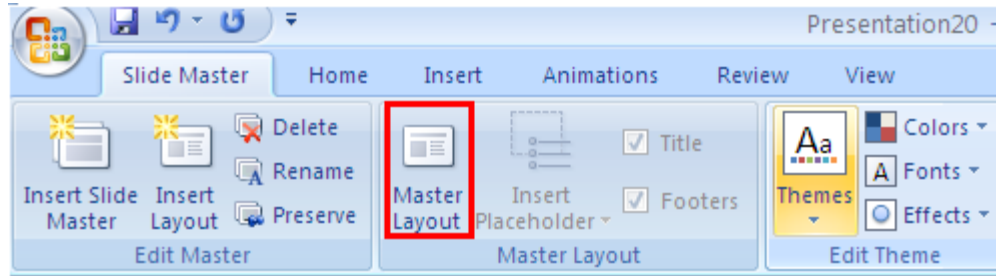 Presentation20 -
Slide Master Home Insert Animations Review View
Insert Slide Master
Insert Layout
Delete
Rename
Preserve
Edit Master
Master Layout
Insert Placeholder
Title
Footers
Master Layout
Aa
Themes
Colors
A Fonts
Effects
Edit Theme